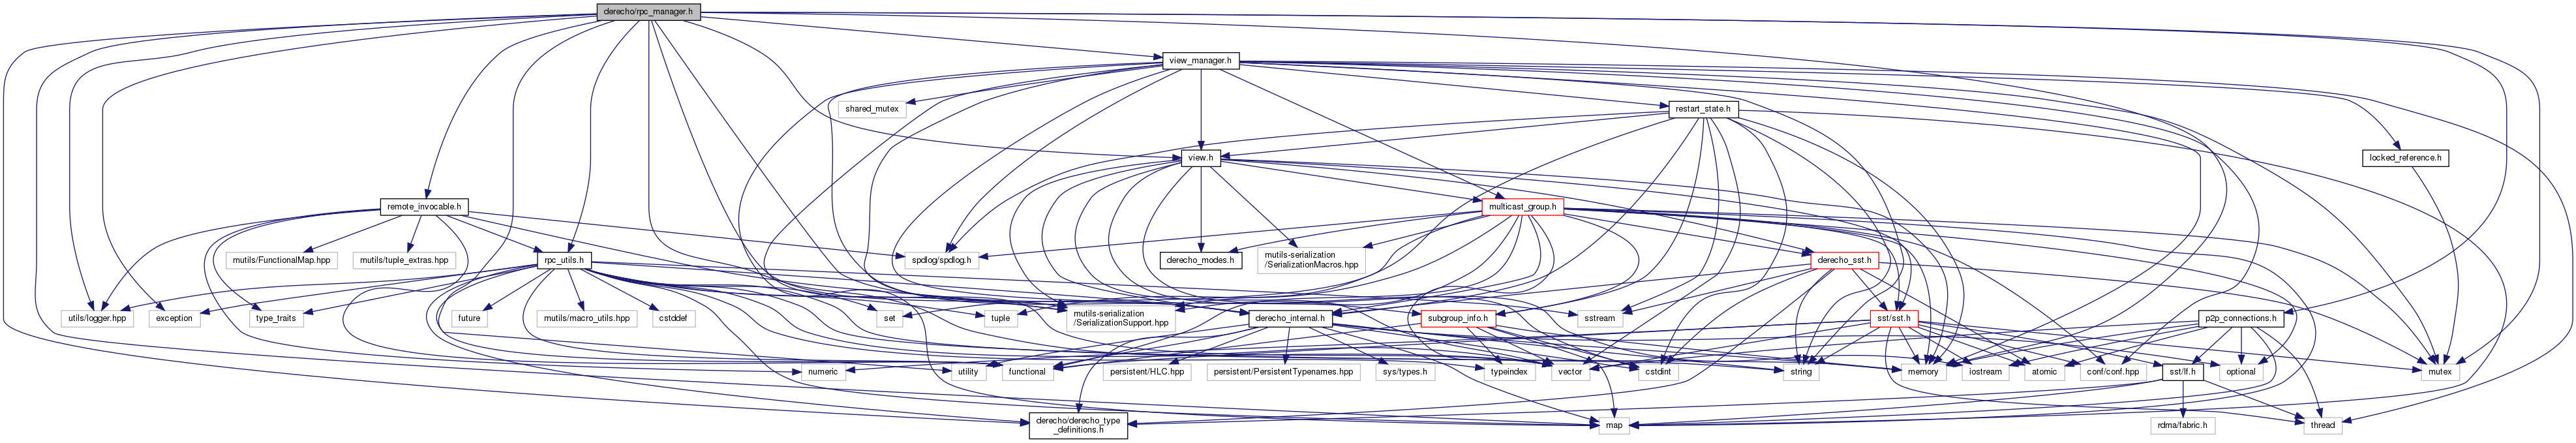 derecho/rpc_manager.h
view_manager.h
shared_mutex
restart_state.h
view.h
locked_reference.h
remote_invocable.h
multicast_group.h
mutils/FunctionalMap.hpp
mutils/tuple_extras.hpp
rpc_utils.h
spdlog/spdlog.h
derecho_modes.h
mutils-serialization
/SerializationMacros.hpp
derecho_sst.h
utils/logger.hpp
exception
type_traits
future
mutils/macro_utils.hpp
cstddef
set
tuple
mutils-serialization
/SerializationSupport.hpp
derecho_internal.h
subgroup_info.h
sstream
sst/sst.h
p2p_connections.h
numeric
utility
functional
persistent/HLC.hpp
persistent/PersistentTypenames.hpp
sys/types.h
typeindex
vector
cstdint
string
memory
iostream
atomic
conf/conf.hpp
sst/lf.h
optional
mutex
derecho/derecho_type
_definitions.h
map
rdma/fabric.h
thread